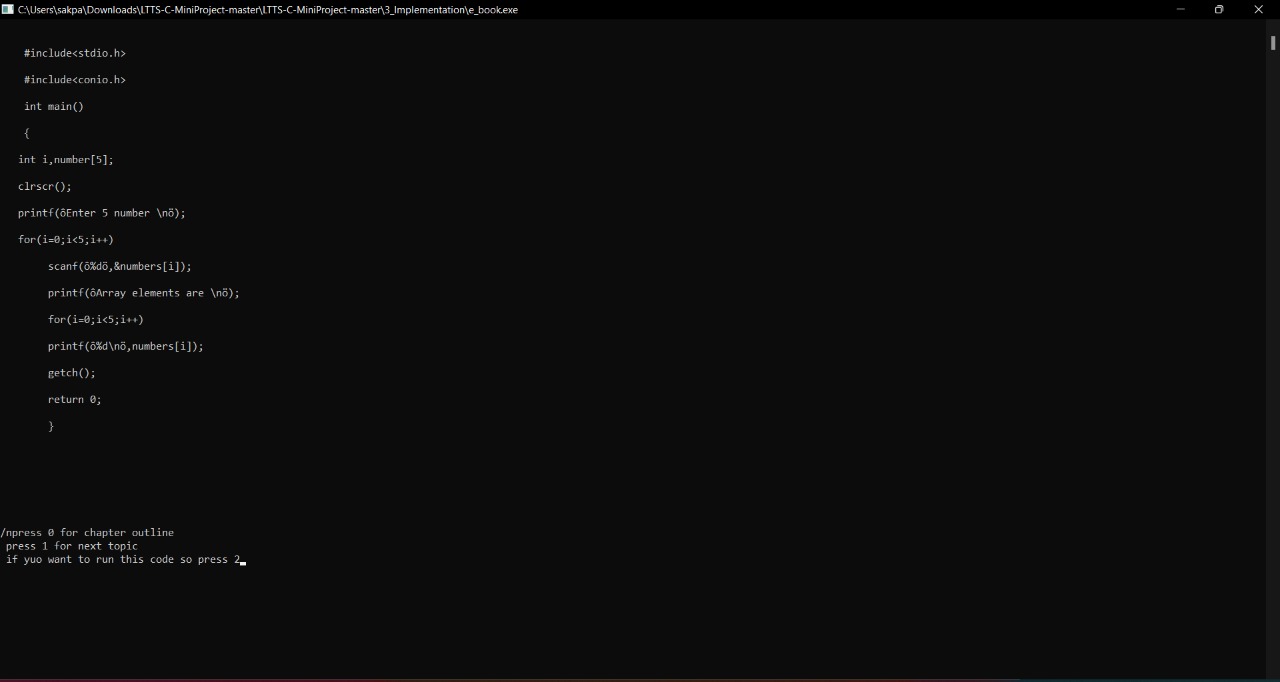 C:\Users\sakpa\Downloads\LTTS-C-MiniProject-master\LTTS-C-MiniProject-master\3_Implementation\e_book.exe
#include<stdio.h>
#include<conio.h>
int main()
{
int i,number[5];
clrscr();
printf(ôEnter 5 number \nö);
for(i=0;i<5;i++)
scanf(ô%dö,&numbers[i]);
printf(ôArray elements are \nö);
for(i=0;i<5;i++)
printf(ô%d\nö,numbers[i]);
getch();
return 0;
}
/npress 0 for chapter outline
press 1 for next topic
if yuo want to run this code so press 2